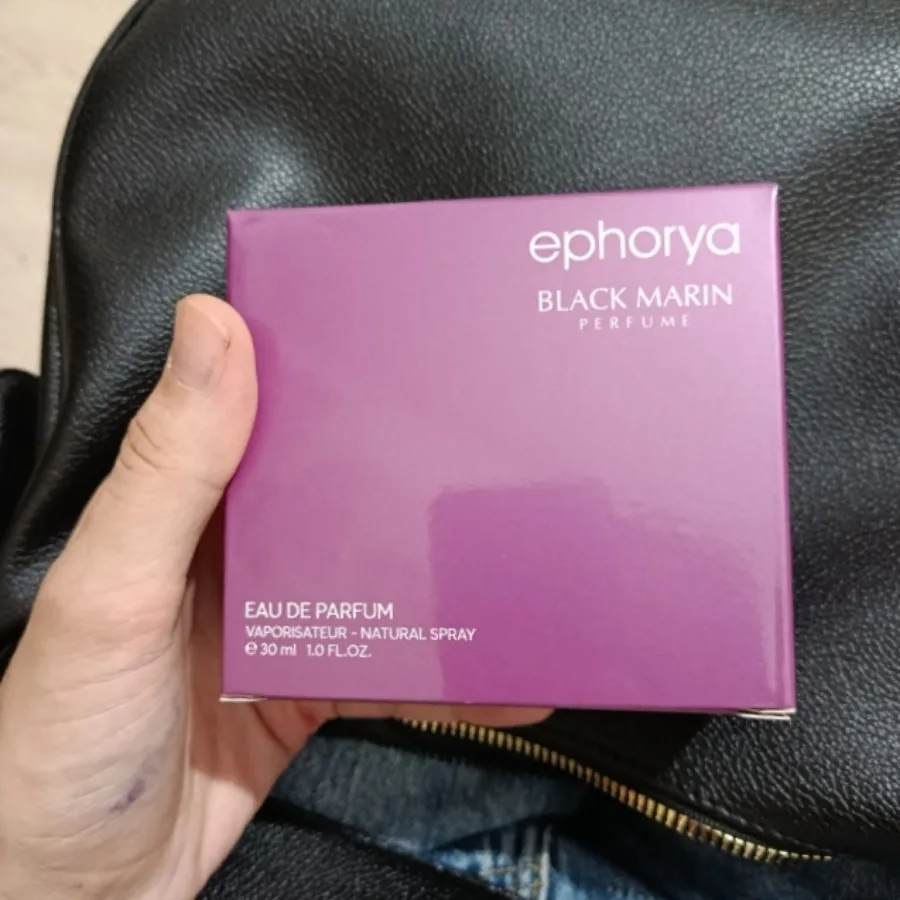 ephorya
BLACK MARIN
PERFUME
EAU DE PARFUM
VAPORISATEUR - NATURAL SPRAY
℮ 30 ml 1.0 FL.OZ.